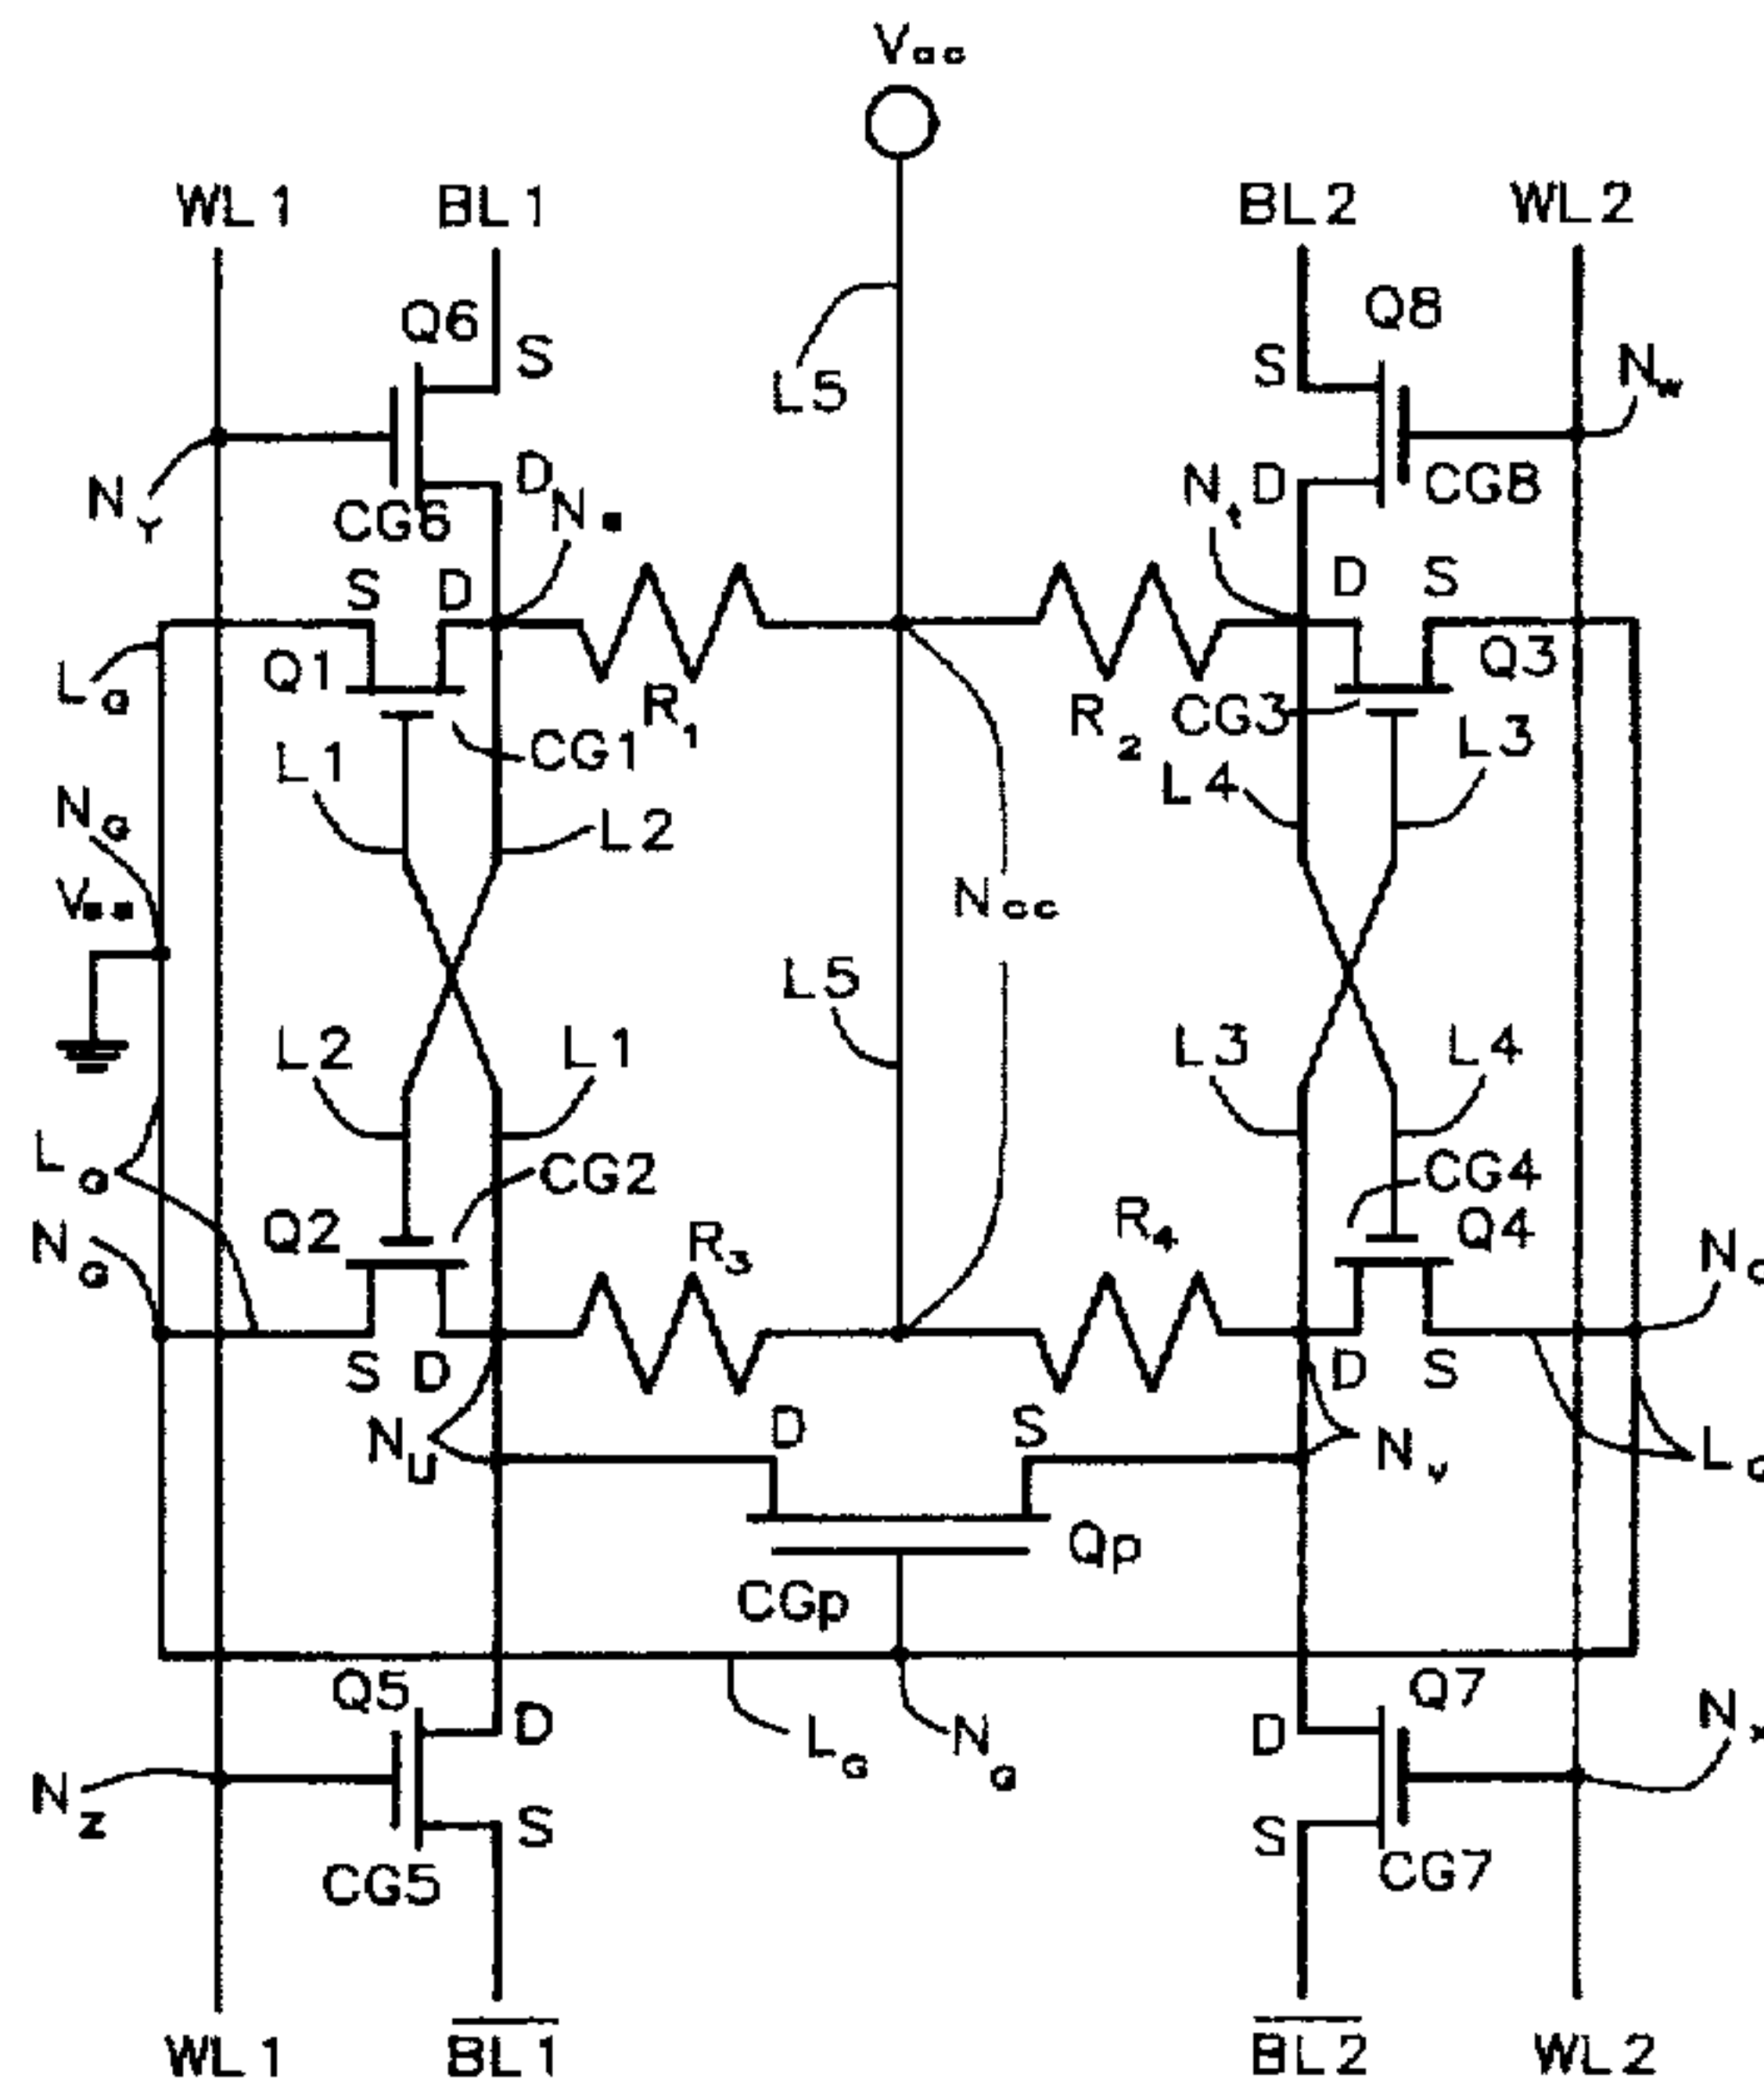 Vcc
WL1 BL1 BL2 WL2
Q6 S Q8 S NW
L5
NY D N D Nt CG8
CG6
S D D S
LG Q1 R1 R2 CG3 Q3
L1 CG1 L4 L3
NG L2
V Ncc
L5
L2 L1 L3 L4
LG CG2 CG4
NG Q2 R3 R4 Q4 N
S D D S
NU D S Nv L
Qp
CGp
Q5 D LG NG D Q7 N
NZ
S S
CG5 CG7
WL1 BL1 BL2 WL2